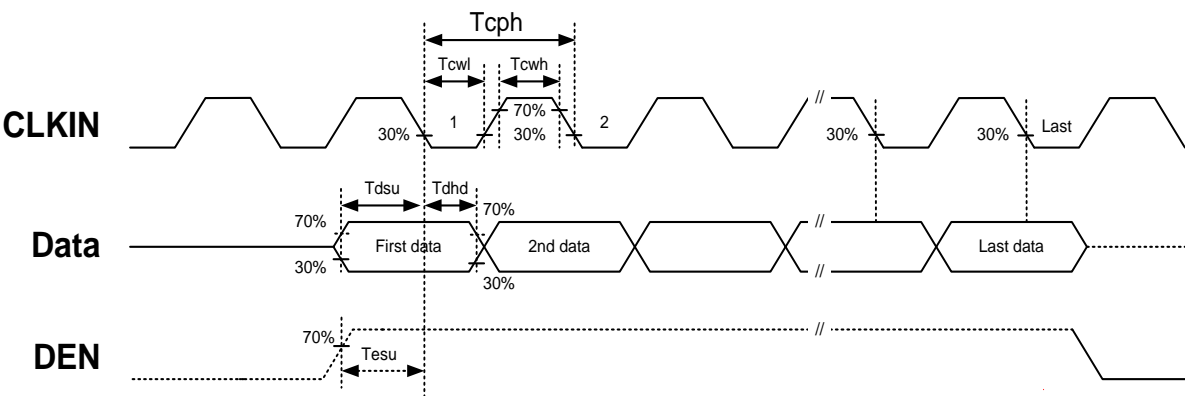 Tcph
Tcwl
Tcwh
CLKIN
30%
1
70%
30%
2
//
30%
30%
Last
Tdsu
Tdhd
70%
70%
Data
First data
2nd data
//
//
Last data
30%
30%
DEN
70%
Tesu
//